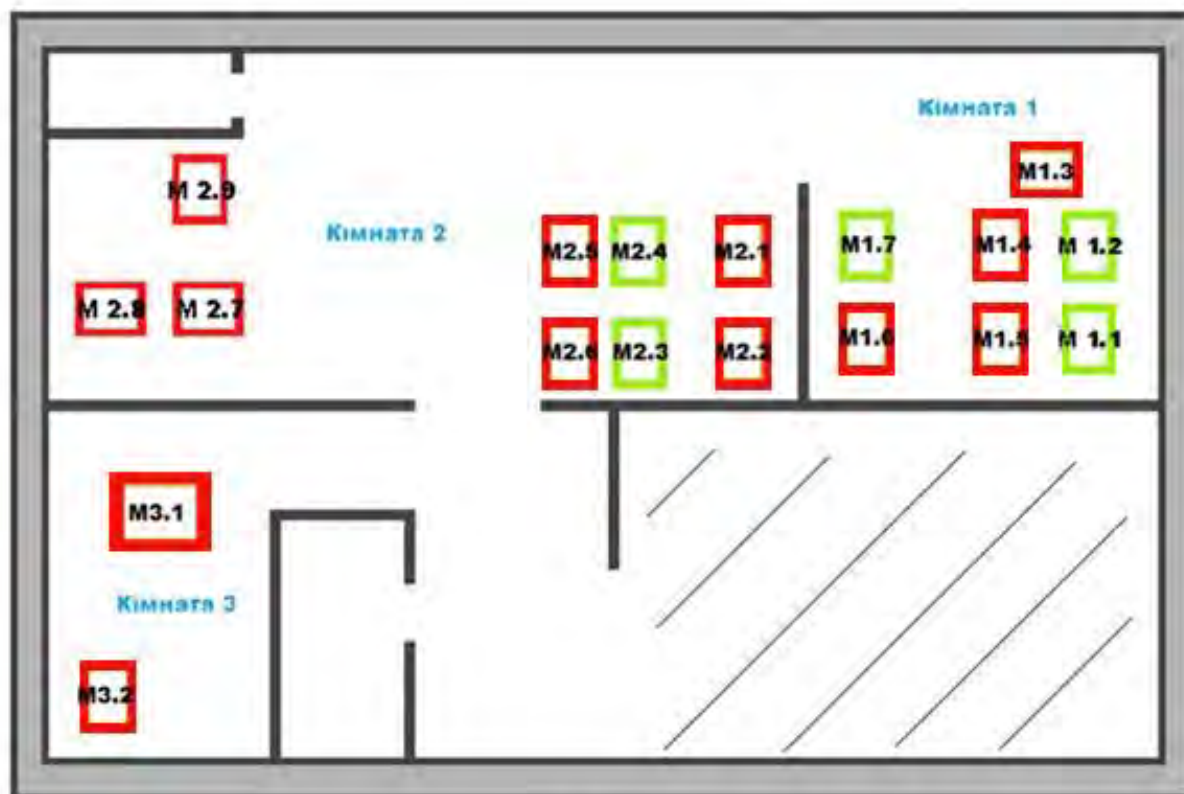 Кімната 1
M1.3
M 2.9
Кімната 2
M2.5 M2.4 M2.1 M1.7 M1.4 M 1.2
M 2.8 M 2.7
M2.6 M2.3 M2.2 M1.6 M1.5 M 1.1
M3.1
Кімната 3
M3.2